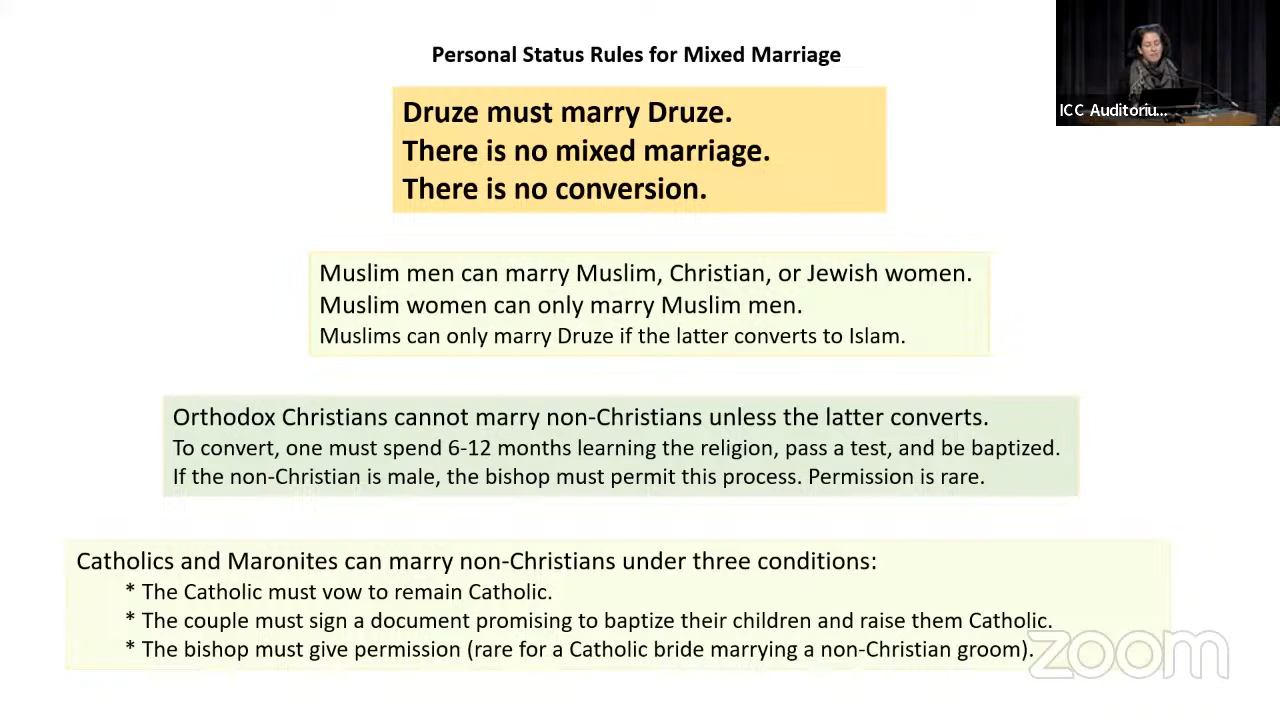 Personal Status Rules for Mixed Marriage
ICC Auditoriu...
Druze must marry Druze.
There is no mixed marriage.
There is no conversion.
Muslim men can marry Muslim, Christian, or Jewish women.
Muslim women can only marry Muslim men.
Muslims can only marry Druze if the latter converts to Islam.
Orthodox Christians cannot marry non-Christians unless the latter converts.
To convert, one must spend 6-12 months learning the religion, pass a test, and be baptized.
If the non-Christian is male, the bishop must permit this process. Permission is rare.
Catholics and Maronites can marry non-Christians under three conditions:
* The Catholic must vow to remain Catholic.
* The couple must sign a document promising to baptize their children and raise them Catholic.
* The bishop must give permission (rare for a Catholic bride marrying a non-Christian groom).
zoom